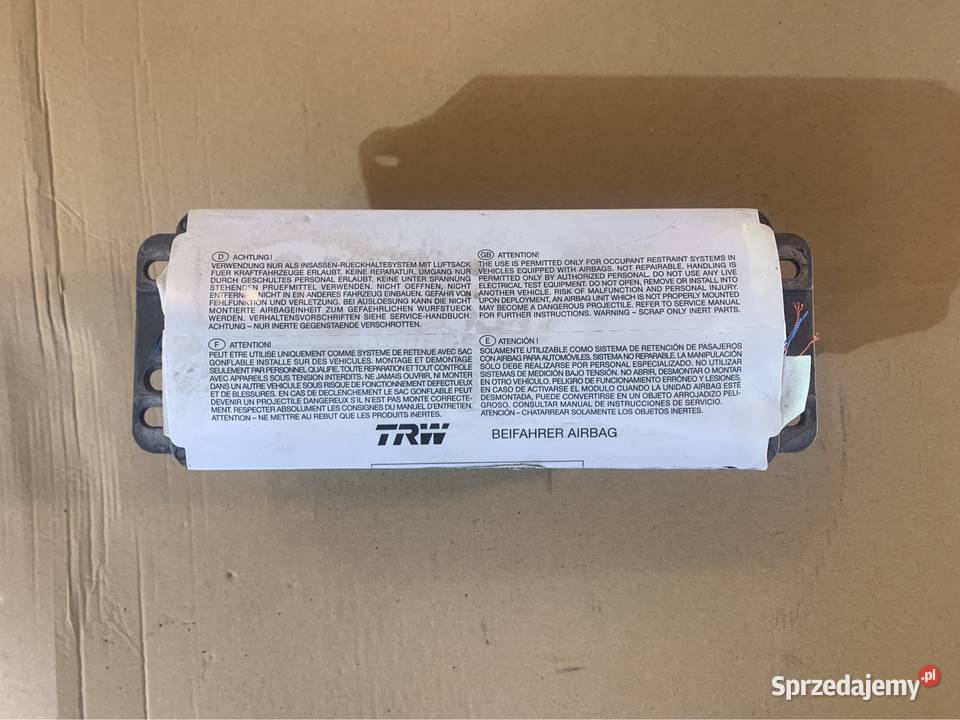 D ACHTUNG!
VERWENDUNG NUR ALS INSASSEN-RUECKHALTESYSTEM MIT LUFTSACK
FUER KRAFTFAHRZEUGE ERLAUBT. KEINE REPARATUR, UMGANG NUR
DURCH GESCHULTES PERSONAL ERLAUBT. KEINE UNTER SPANNUNG
STEHENDEN PRUEFMITTEL VERWENDEN. NICHT OEFFNEN, NICHT
ENTFERNEN, NICHT IN EIN ANDERES FAHRZEUG EINBAUEN. GEFAHR VON
FEHLFUNKTION UND VERLETZUNG. BEI AUSLOESUNG KANN DIE NICHT
MONTIERTE AIRBAGEINHEIT ZUM GEFAEHRLICHEN WURFSTUECK
WERDEN. VERHALTENSVORSCHRIFTEN SIEHE SERVICE-HANDBUCH.
ACHTUNG – NUR INERTE GEGENSTAENDE VERSCHROTTEN.
GB ATTENTION!
THE USE IS PERMITTED ONLY FOR OCCUPANT RESTRAINT SYSTEMS IN
VEHICLES EQUIPPED WITH AIRBAGS. NOT REPAIRABLE. HANDLING IS
PERMITTED ONLY BY AUTHORIZED PERSONAL. DO NOT USE ANY LIVE
ELECTRICAL TEST EQUIPMENT. DO NOT OPEN, REMOVE OR INSTALL INTO
ANOTHER VEHICLE. RISK OF MALFUNCTION AND PERSONAL INJURY.
UPON DEPLOYMENT, AN AIRBAG UNIT WHICH IS NOT PROPERLY MOUNTED
MAY BECOME A DANGEROUS PROJECTILE. REFER TO SERVICE MANUAL
FOR FURTHER INSTRUCTIONS. WARNING – SCRAP ONLY INERT PARTS.
F ATTENTION!
PEUT ETRE UTILISE UNIQUEMENT COMME SYSTEME DE RETENUE AVEC SAC
GONFLABLE INSTALLE SUR DES VEHICULES. MONTAGE ET DEMONTAGE
SEULEMENT PAR PERSONNEL QUALIFIE. TOUTE REPARATION ET TOUT CONTROLE
AVEC APPAREILS SOUS TENSION INTERDITS. NE JAMAIS OUVRIR, NI MONTER
DANS UN AUTRE VEHICULE SOUS RISQUE DE FONCTIONNEMENT DEFECTUEUX
ET DE BLESSURES. EN CAS DE DECLENCHEMENT LE SAC GONFLABLE PEUT
DEVENIR UN PROJECTILE DANGEREUX S'IL N'EST PAS MONTE CORRECTE-
MENT. RESPECTER ABSOLUMENT LES CONSIGNES DU MANUEL D'ENTRETIEN.
ATTENTION – NE METTRE AU REBUT QUE LES PRODUITS INERTES.
E ATENCIÓN !
SOLAMENTE UTILIZABLE COMO SISTEMA DE RETENCIÓN DE PASAJEROS
CON AIRBAG PARA AUTOMÓVILES. SISTEMA NO REPARABLE. LA MANIPULACIÓN
SÓLO DEBE REALIZARSE POR PERSONAL ESPECIALIZADO. NO UTILIZAR
SISTEMAS DE MEDICIÓN BAJO TENSIÓN. NO ABRIR, DESMONTAR O MONTAR
EN OTRO VEHÍCULO. PELIGRO DE FUNCIONAMIENTO ERRÓNEO Y LESIONES.
EN CASO DE ACTIVARSE EL MODULO CUANDO LA UNIDAD AIRBAG ESTÉ
DESMONTADA, PUEDE CONVERTIRSE EN UN OBJETO ARROJADIZO PELI-
GROSO. CONSULTAR MANUAL DE INSTRUCCIONES DE SERVICIO.
ATENCIÓN – CHATARREAR SOLAMENTE LOS OBJETOS INERTES.
TRW BEIFAHRER AIRBAG
Sprzedajemy.pl